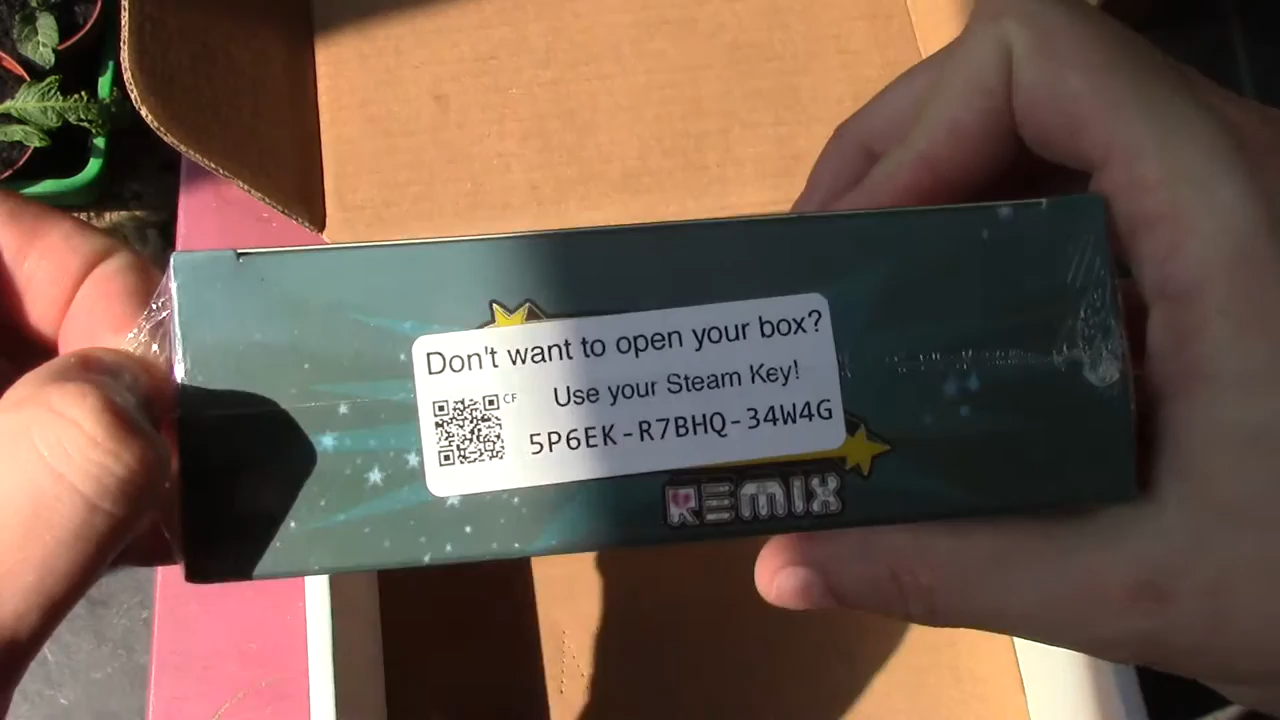 Don't want to open your box?
CF
Use your Steam Key!
5P6EK-R7BHQ-34W4G
REMIX